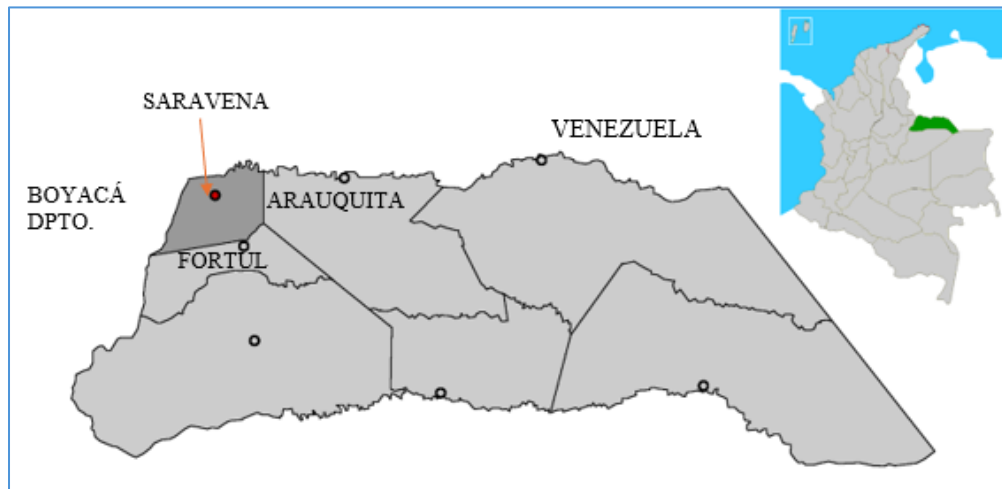 SARAVENA
VENEZUELA
BOYACÁ
DPTO.
ARAUQUITA
FORTUL